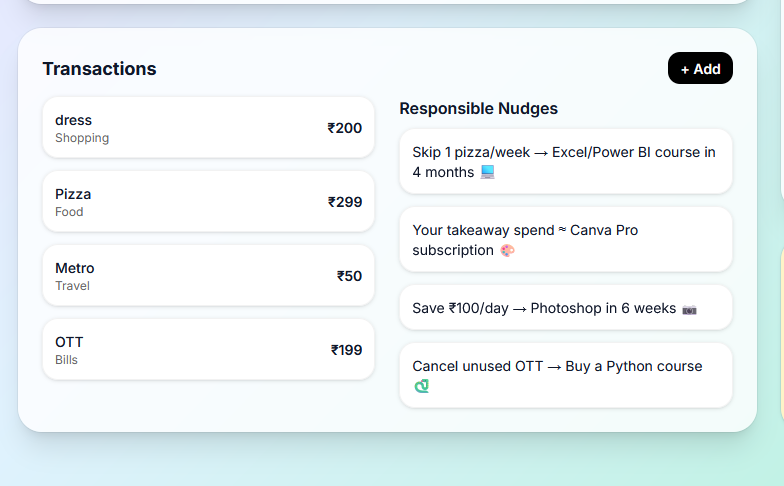 Transactions
+ Add
dress
Shopping
₹200
Pizza
Food
₹299
Metro
Travel
₹50
OTT
Bills
₹199
Responsible Nudges
Skip 1 pizza/week → Excel/Power BI course in
4 months 💻
Your takeaway spend ≈ Canva Pro
subscription 🎨
Save ₹100/day → Photoshop in 6 weeks 📷
Cancel unused OTT → Buy a Python course
🐍